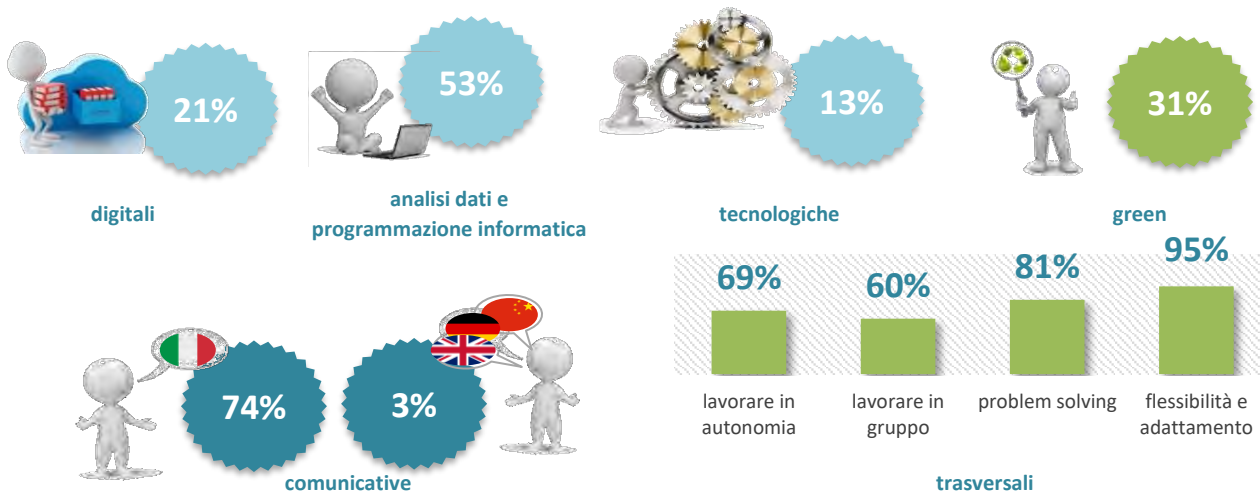 21%
53%
13%
31%
digitali
analisi dati e
programmazione informatica
tecnologiche
green
69%
60%
81%
95%
lavorare in
autonomia
lavorare in
gruppo
problem solving
flessibilità e
adattamento
74%
3%
comunicative
trasversali